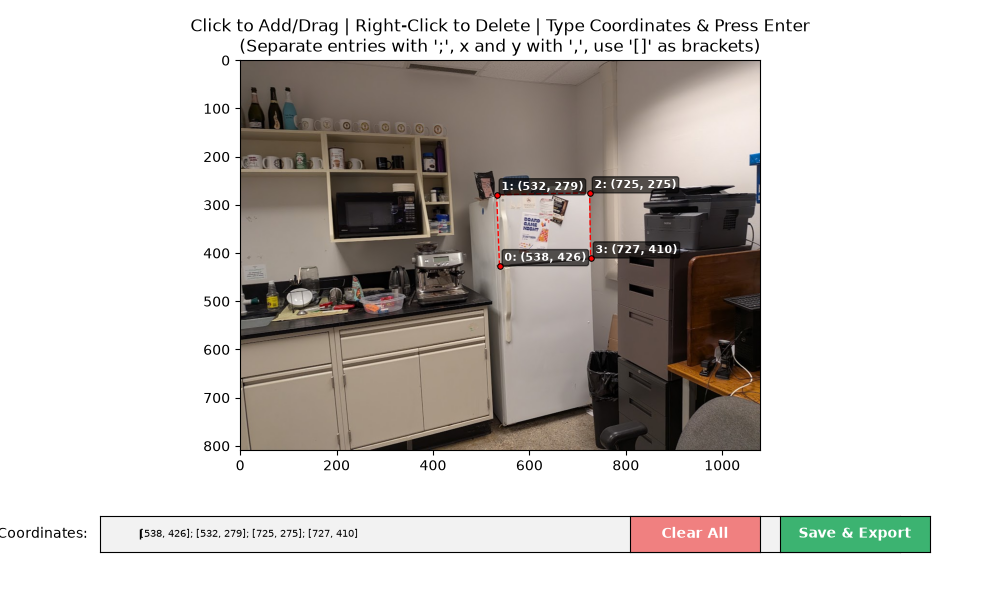 Click to Add/Drag | Right-Click to Delete | Type Coordinates & Press Enter
(Separate entries with ';', x and y with ',', use '[]' as brackets)
0
100
200
300
400
500
600
700
800
1: (532, 279)
2: (725, 275)
BOARD
GAME
NIGHT
0: (538, 426)
3: (727, 410)
0
200
400
600
800
1000
Coordinates:
[538, 426]; [532, 279]; [725, 275]; [727, 410]
Clear All
Save & Export